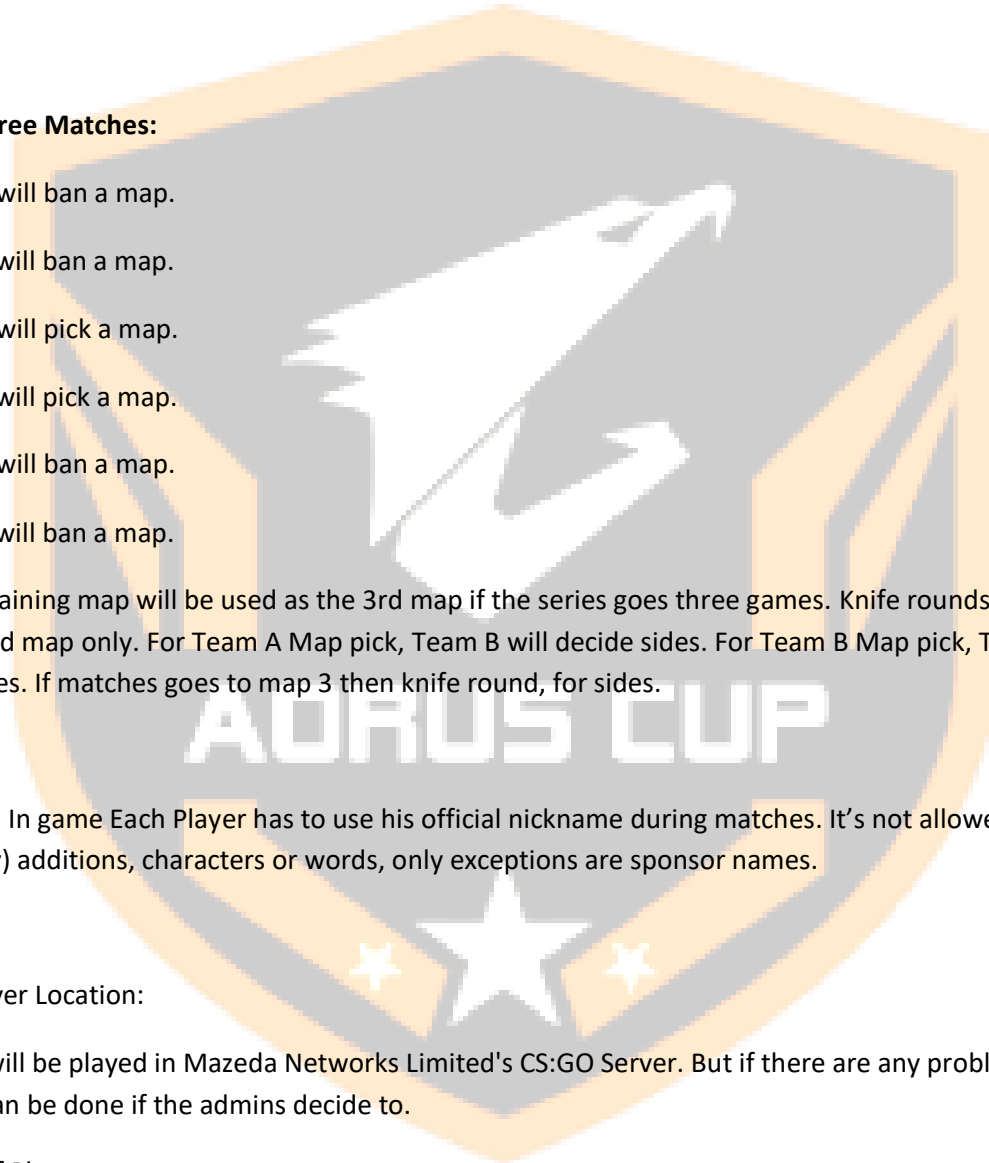 ree Matches:
will ban a map.
will ban a map.
will pick a map.
will pick a map.
will ban a map.
will ban a map.
aining map will be used as the 3rd map if the series goes three games. Knife rounds
d map only. For Team A Map pick, Team B will decide sides. For Team B Map pick, T
es. If matches goes to map 3 then knife round, for sides.
AORUS CUP
In game Each Player has to use his official nickname during matches. It’s not allowe
) additions, characters or words, only exceptions are sponsor names.
ver Location:
will be played in Mazeda Networks Limited's CS:GO Server. But if there are any probl
an be done if the admins decide to.